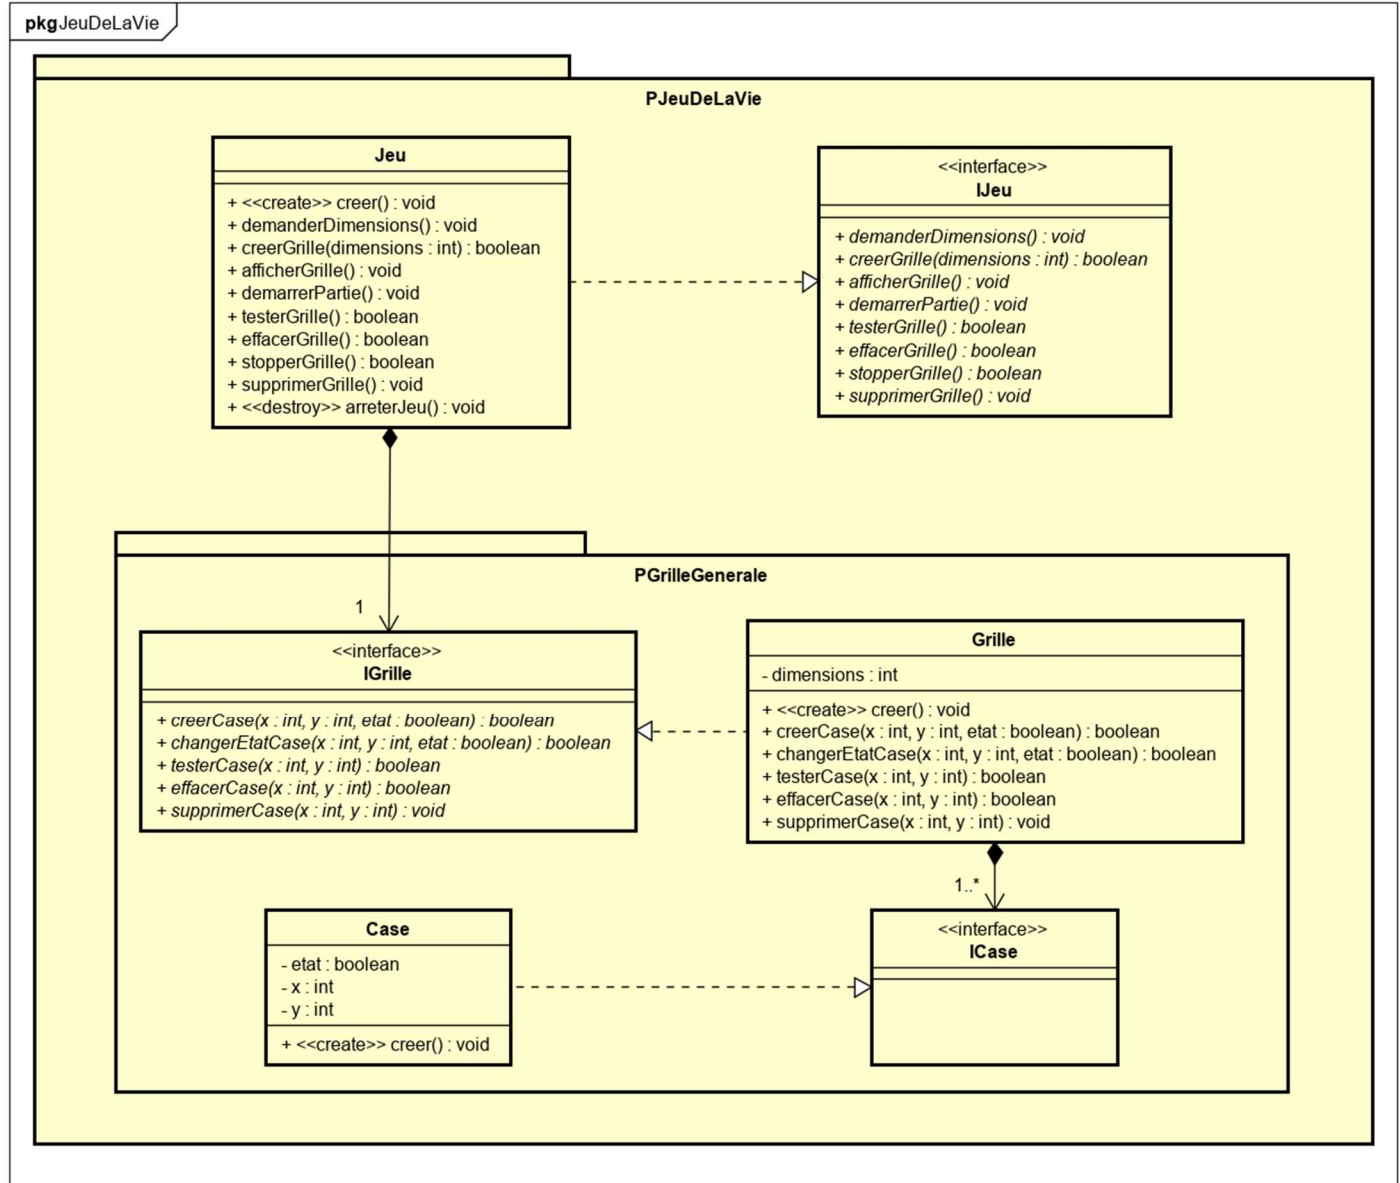 pkg JeuDeLaVie
PJeuDeLaVie
Jeu
+ <<create>> creer() : void
+ demanderDimensions() : void
+ creerGrille(dimensions : int) : boolean
+ afficherGrille() : void
+ demarrerPartie() : void
+ testerGrille() : boolean
+ effacerGrille() : boolean
+ stopperGrille() : boolean
+ supprimerGrille() : void
+ <<destroy>> arreterJeu() : void
<<interface>>
IJeu
+ demanderDimensions() : void
+ creerGrille(dimensions : int) : boolean
+ afficherGrille() : void
+ demarrerPartie() : void
+ testerGrille() : boolean
+ effacerGrille() : boolean
+ stopperGrille() : boolean
+ supprimerGrille() : void
PGrilleGenerale
1
<<interface>>
IGrille
+ creerCase(x : int, y : int, etat : boolean) : boolean
+ changerEtatCase(x : int, y : int, etat : boolean) : boolean
+ testerCase(x : int, y : int) : boolean
+ effacerCase(x : int, y : int) : boolean
+ supprimerCase(x : int, y : int) : void
Grille
- dimensions : int
+ <<create>> creer() : void
+ creerCase(x : int, y : int, etat : boolean) : boolean
+ changerEtatCase(x : int, y : int, etat : boolean) : boolean
+ testerCase(x : int, y : int) : boolean
+ effacerCase(x : int, y : int) : boolean
+ supprimerCase(x : int, y : int) : void
1..*
Case
- etat : boolean
- x : int
- y : int
+ <<create>> creer() : void
<<interface>>
ICase